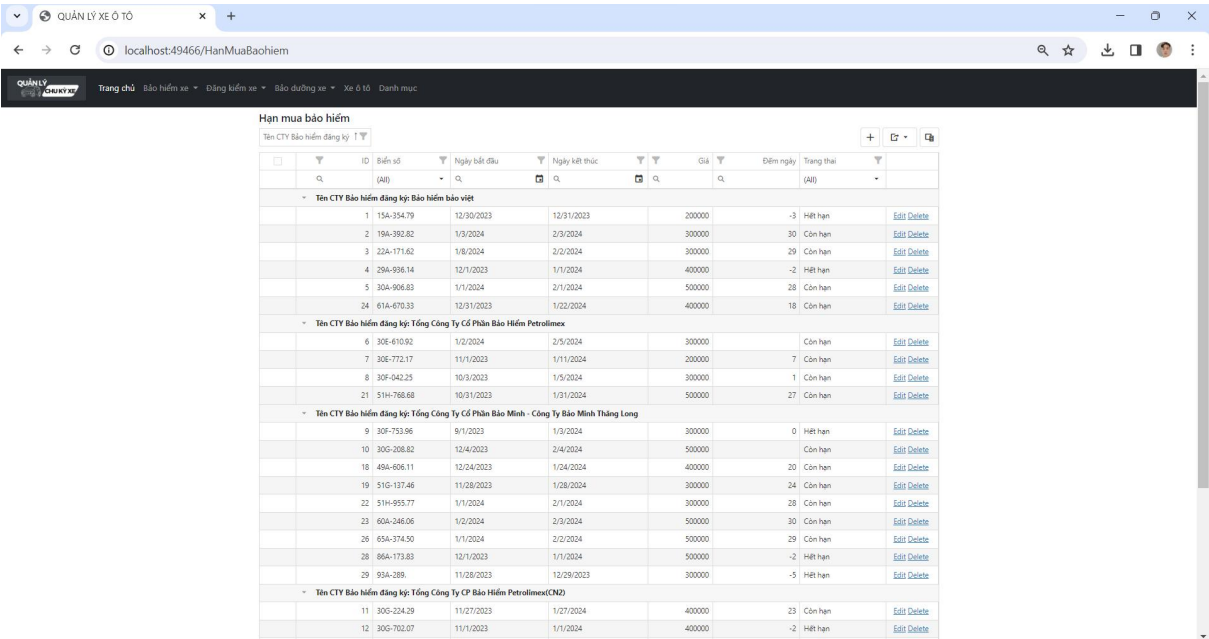 QUẢN LÝ XE Ô TÔ
localhost:49466/HanMuaBaohiem
QUẢN LÝ
CHU KỲ XE
Trang chủ Bảo hiểm xe Đăng kiểm xe Bảo dưỡng xe Xe ô tô Danh mục
Hạn mua bảo hiểm
Tên CTY Bảo hiểm đăng ký
ID Biển số Ngày bắt đầu Ngày kết thúc Giá Đếm ngày Trạng thai
(All) (All)
Tên CTY Bảo hiểm đăng ký: Bảo hiểm bảo việt
1 15A-354.79 12/30/2023 12/31/2023 200000 -3 Hết hạn Edit Delete
2 19A-392.82 1/3/2024 2/3/2024 300000 30 Còn hạn Edit Delete
3 22A-171.62 1/8/2024 2/2/2024 300000 29 Còn hạn Edit Delete
4 29A-936.14 12/1/2023 1/1/2024 400000 -2 Hết hạn Edit Delete
5 30A-906.83 1/1/2024 2/1/2024 500000 28 Còn hạn Edit Delete
24 61A-670.33 12/31/2023 1/22/2024 400000 18 Còn hạn Edit Delete
Tên CTY Bảo hiểm đăng ký: Tổng Công Ty Cổ Phần Bảo Hiểm Petrolimex
6 30E-610.92 1/2/2024 2/5/2024 300000 Còn hạn Edit Delete
7 30E-772.17 11/1/2023 1/11/2024 200000 7 Còn hạn Edit Delete
8 30F-042.25 10/3/2023 1/5/2024 300000 1 Còn hạn Edit Delete
21 51H-768.68 10/31/2023 1/31/2024 500000 27 Còn hạn Edit Delete
Tên CTY Bảo hiểm đăng ký: Tổng Công Ty Cổ Phần Bảo Minh - Công Ty Bảo Minh Thăng Long
9 30F-753.96 9/1/2023 1/3/2024 300000 0 Hết hạn Edit Delete
10 30G-208.82 12/4/2023 2/4/2024 500000 Còn hạn Edit Delete
18 49A-606.11 12/24/2023 1/24/2024 400000 20 Còn hạn Edit Delete
19 51G-137.46 11/28/2023 1/28/2024 300000 24 Còn hạn Edit Delete
22 51H-955.77 1/1/2024 2/1/2024 300000 28 Còn hạn Edit Delete
23 60A-246.06 1/2/2024 2/3/2024 500000 30 Còn hạn Edit Delete
26 65A-374.50 1/1/2024 2/2/2024 500000 29 Còn hạn Edit Delete
28 86A-173.83 12/1/2023 1/1/2024 500000 -2 Hết hạn Edit Delete
29 93A-289. 11/28/2023 12/29/2023 300000 -5 Hết hạn Edit Delete
Tên CTY Bảo hiểm đăng ký: Tổng Công Ty CP Bảo Hiểm Petrolimex(CN2)
11 30G-224.29 11/27/2023 1/27/2024 400000 23 Còn hạn Edit Delete
12 30G-702.07 11/1/2023 1/1/2024 400000 -2 Hết hạn Edit Delete